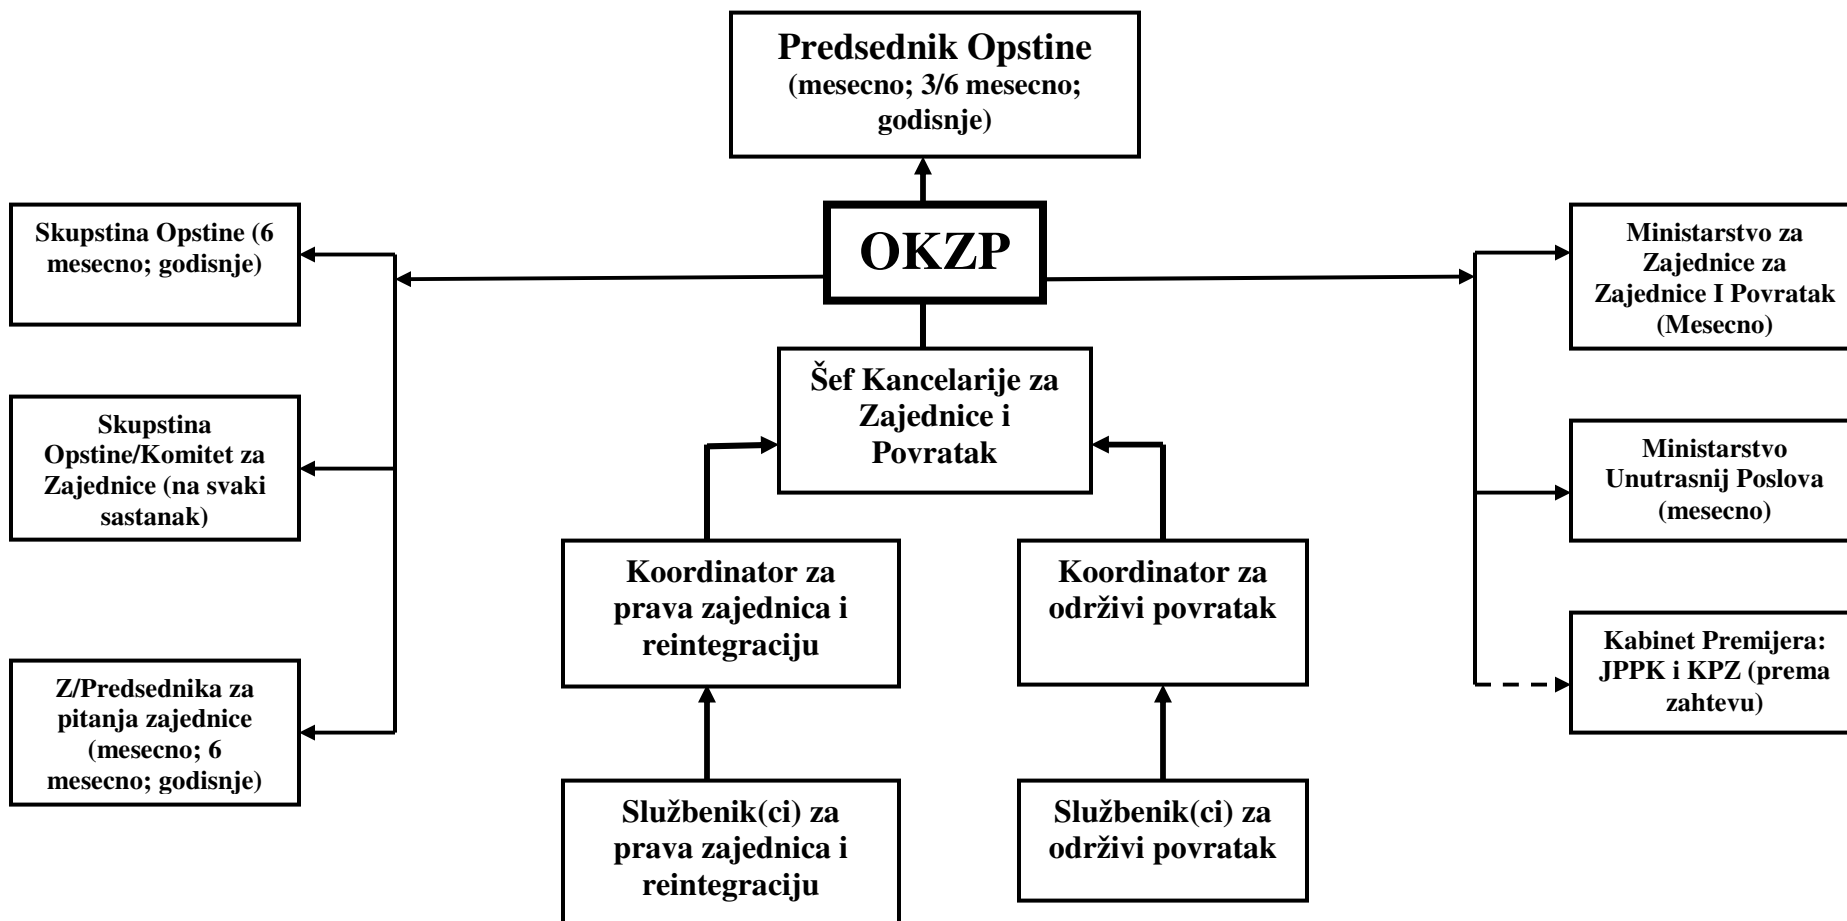 Predsednik Opstine
(mesecno; 3/6 mesecno;
godisnje)
Skupstina Opstine (6
mesecno; godisnje)
OKZP
Ministarstvo za
Zajednice za
Zajednice I Povratak
(Mesecno)
Šef Kancelarije za
Zajednice i
Povratak
Skupstina
Opstine/Komitet za
Zajednice (na svaki
sastanak)
Ministarstvo
Unutrasnij Poslova
(mesecno)
Koordinator za
prava zajednica i
reintegraciju
Koordinator za
održivi povratak
Z/Predsednika za
pitanja zajednice
(mesecno; 6
mesecno; godisnje)
Kabinet Premijera:
JPPK i KPZ (prema
zahtevu)
Službenik(ci) za
prava zajednica i
reintegraciju
Službenik(ci) za
održivi povratak